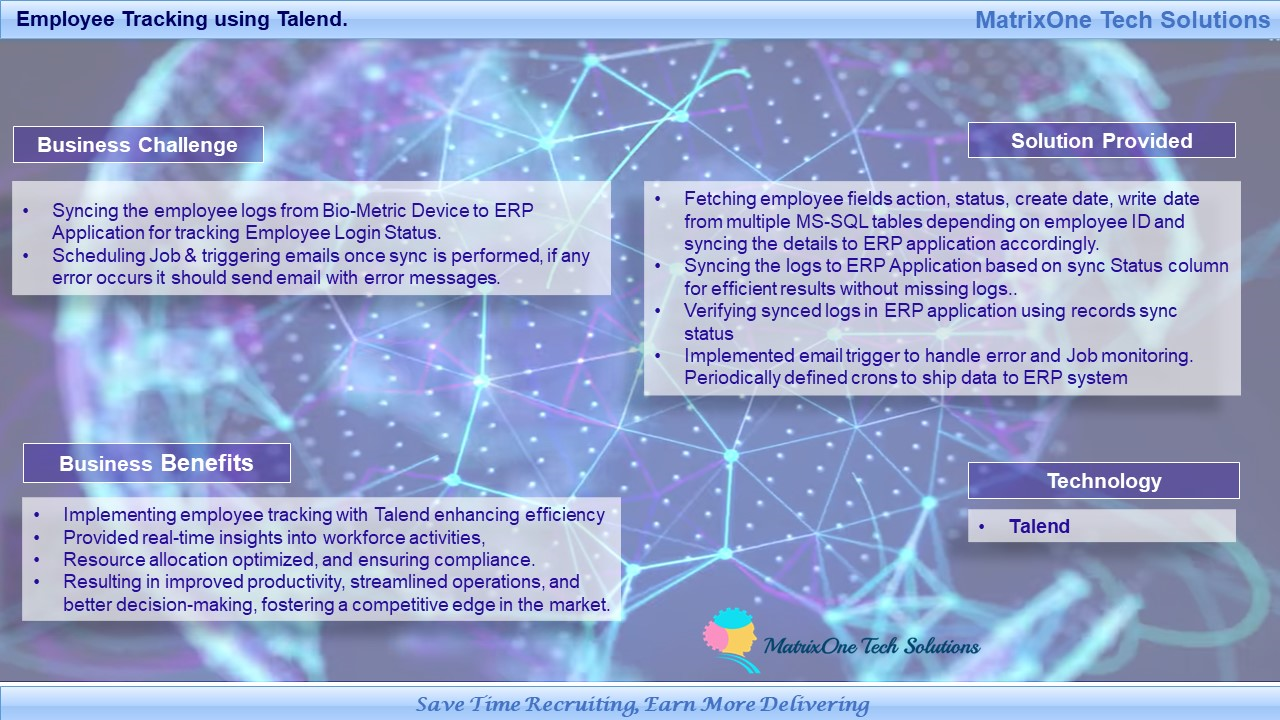 Employee Tracking using Talend.
MatrixOne Tech Solutions
Business Challenge
• Syncing the employee logs from Bio-Metric Device to ERP
Application for tracking Employee Login Status.
• Scheduling Job & triggering emails once sync is performed, if any
error occurs it should send email with error messages.
Solution Provided
• Fetching employee fields action, status, create date, write date
from multiple MS-SQL tables depending on employee ID and
syncing the details to ERP application accordingly.
• Syncing the logs to ERP Application based on sync Status column
for efficient results without missing logs..
• Verifying synced logs in ERP application using records sync
status
• Implemented email trigger to handle error and Job monitoring.
Periodically defined crons to ship data to ERP system
Business Benefits
• Implementing employee tracking with Talend enhancing efficiency
• Provided real-time insights into workforce activities,
• Resource allocation optimized, and ensuring compliance.
• Resulting in improved productivity, streamlined operations, and
better decision-making, fostering a competitive edge in the market.
Technology
• Talend
MatrixOne Tech Solutions
Save Time Recruiting, Earn More Delivering